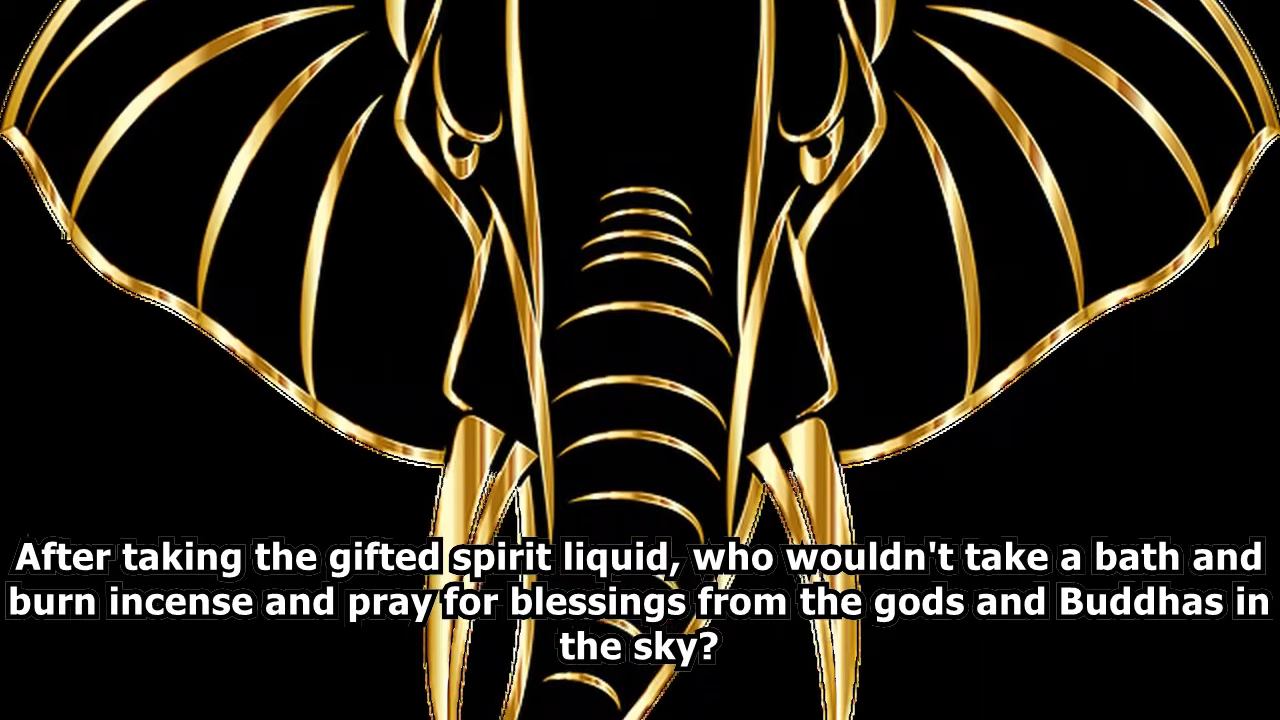 After taking the gifted spirit liquid, who wouldn't take a bath and
burn incense and pray for blessings from the gods and Buddhas in
the sky?